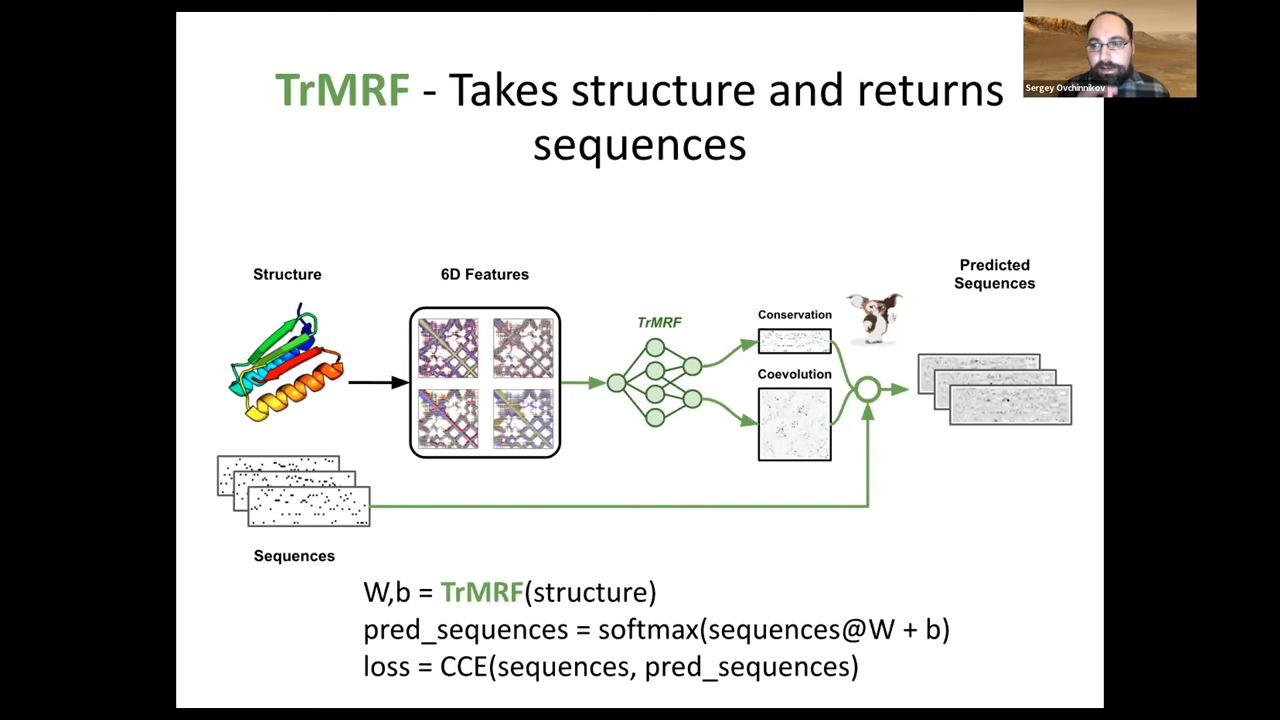 Sergey Ovchinnikov
TrMRF - Takes structure and returns
sequences
Structure
6D Features
Predicted
Sequences
TrMRF
Conservation
Coevolution
Sequences
W,b = TrMRF(structure)
pred_sequences = softmax(sequences@W + b)
loss = CCE(sequences, pred_sequences)